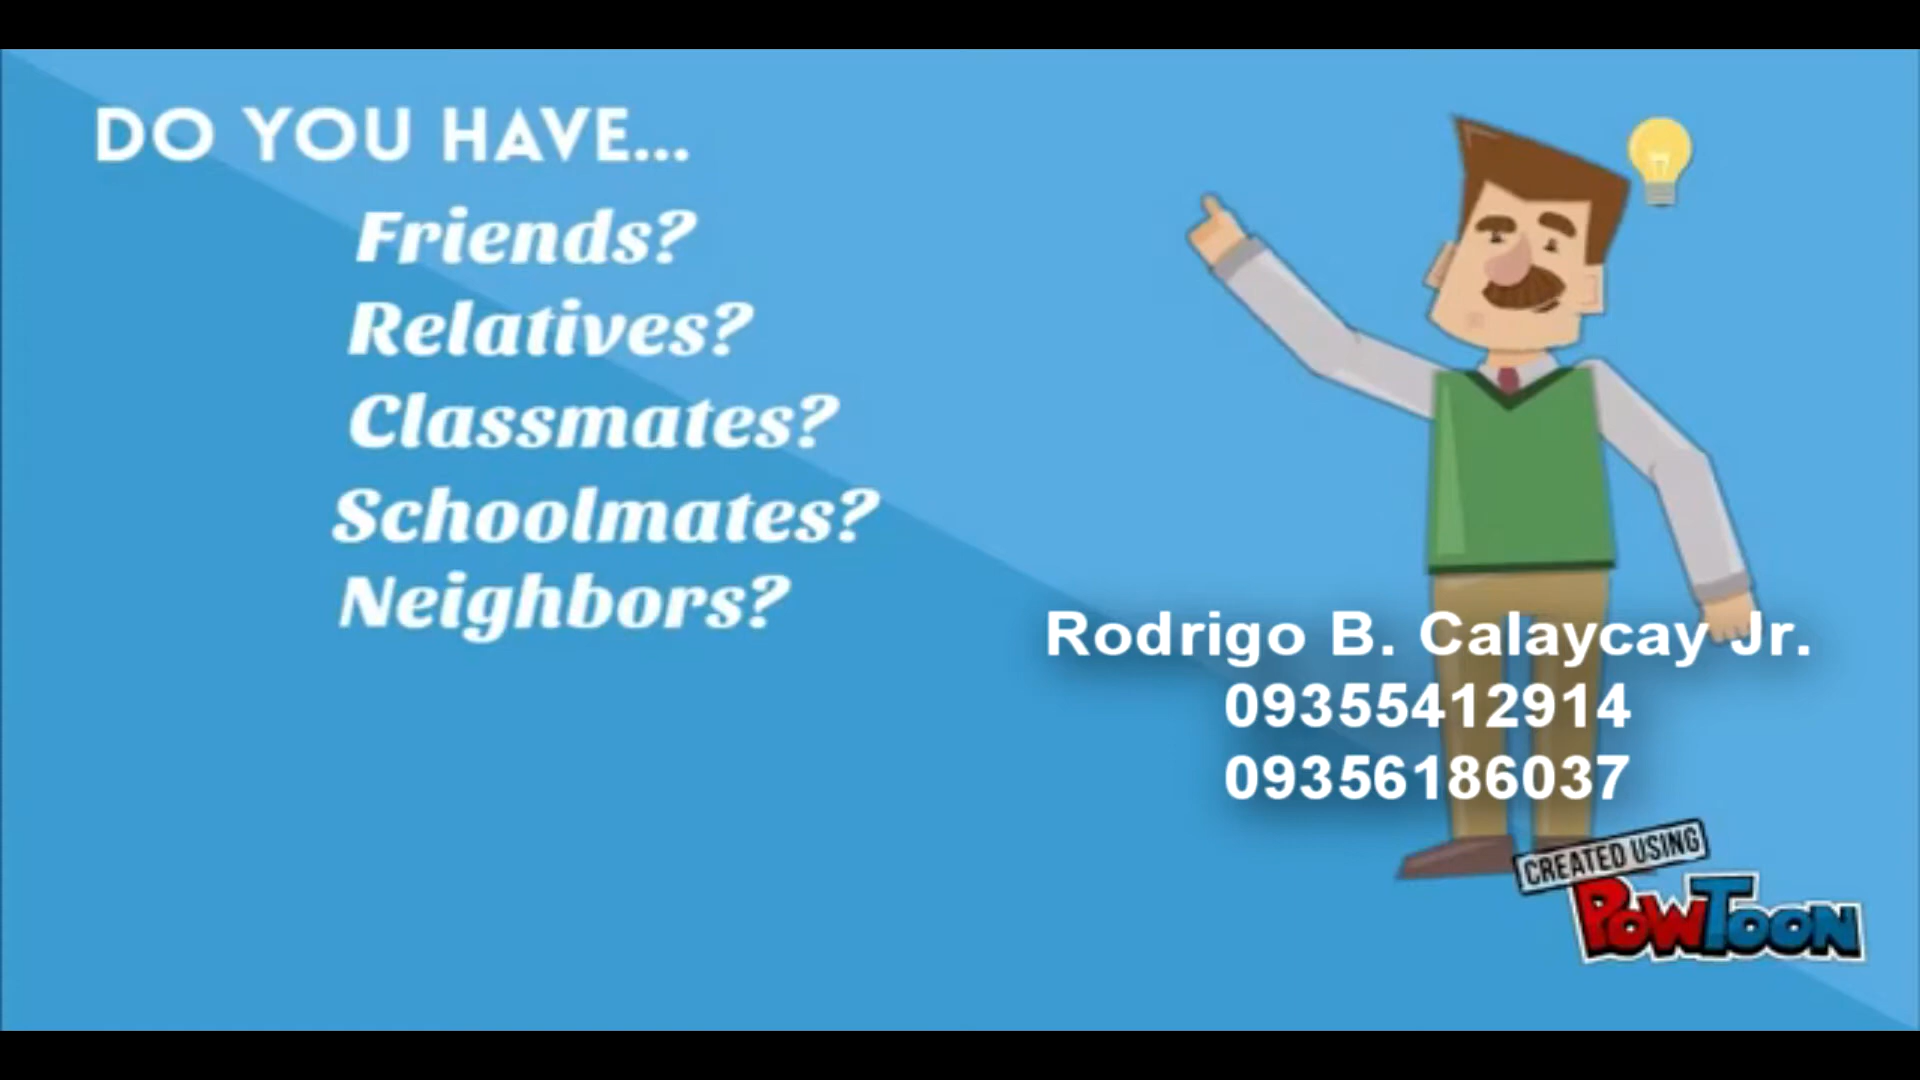 DO YOU HAVE...
Friends?
Relatives?
Classmates?
Schoolmates?
Neighbors?
Rodrigo B. Calaycay Jr.
09355412914
09356186037
CREATED USING
POWTOON